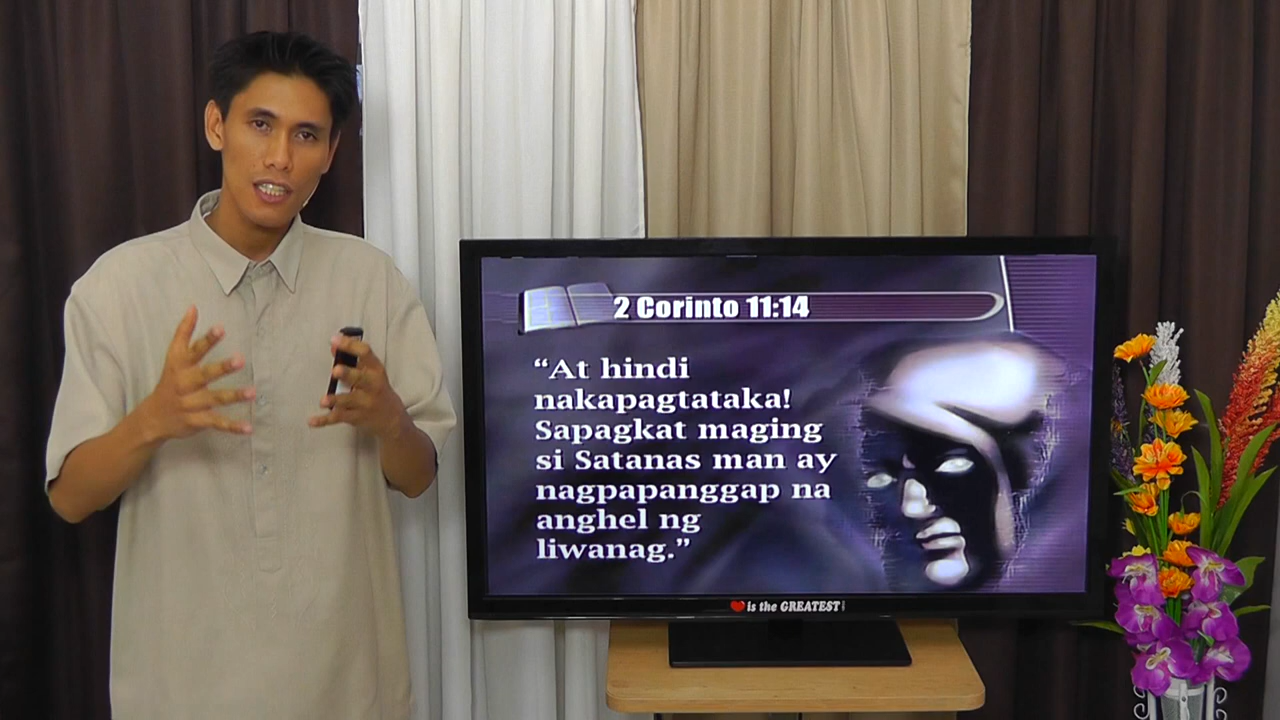 2 Corinto 11:14
“At hindi
nakapagtataka!
Sapagkat maging
si Satanas man ay
nagpapanggap na
anghel ng
liwanag.”
is the GREATEST!